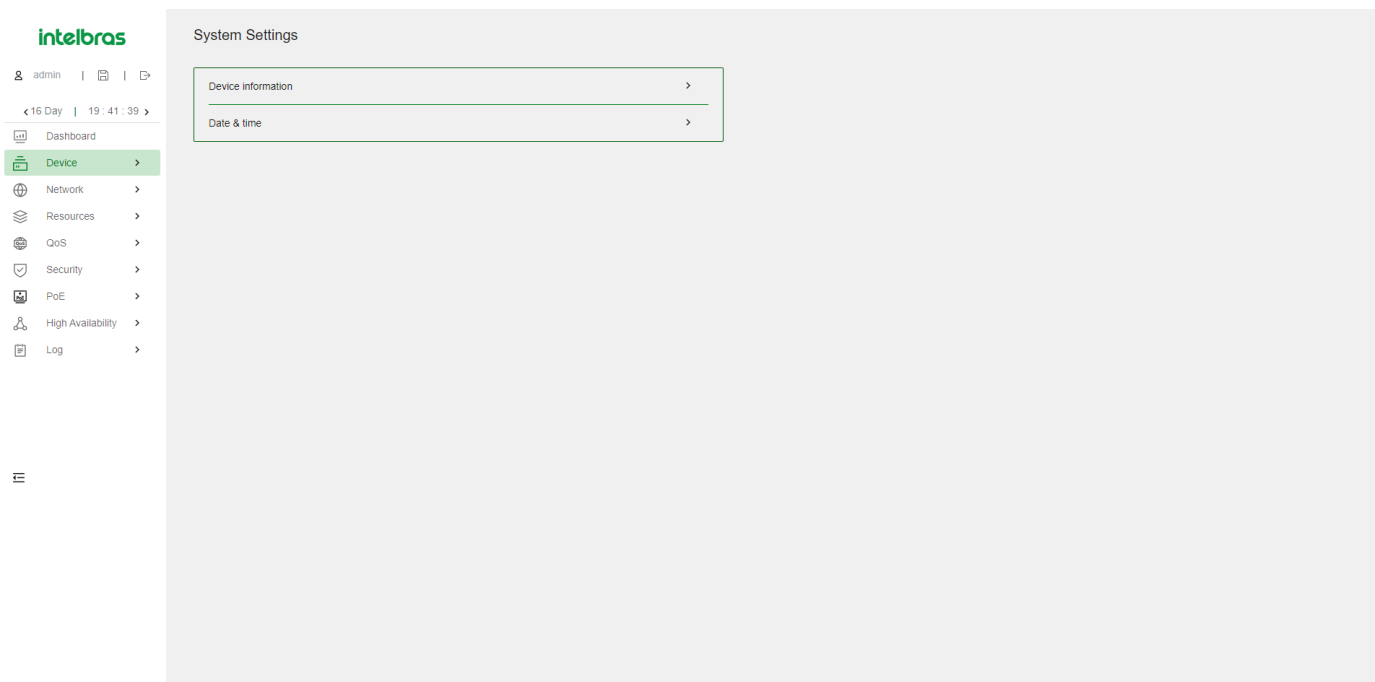 intelbras
admin | |
16 Day | 19 : 41 : 39
Dashboard
Device
Network
Resources
QoS
Security
PoE
High Availability
Log
System Settings
Device information
Date & time